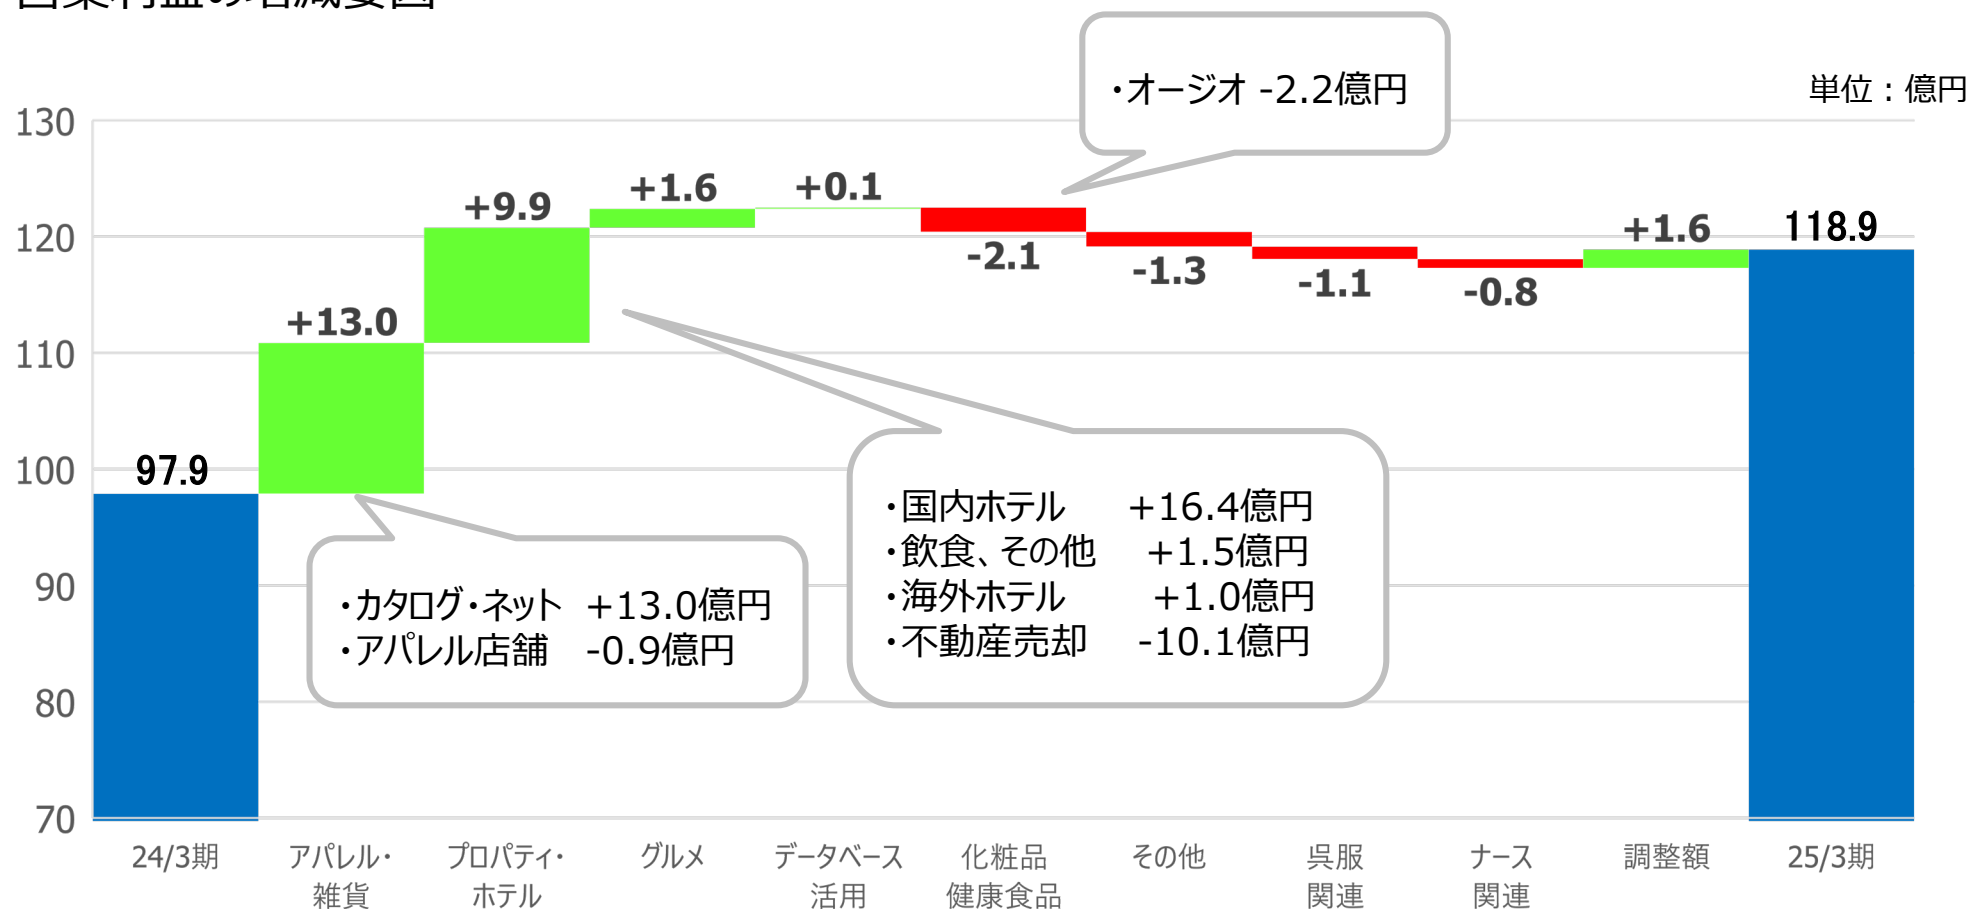 単位：億円
・オージオ -2.2億円
130
120
110
100
90
80
70
97.9
+13.0
+9.9
+1.6
+0.1
-2.1
-1.3
-1.1
-0.8
+1.6
118.9
・カタログ・ネット +13.0億円
・アパレル店舗 -0.9億円
・国内ホテル +16.4億円
・飲食、その他 +1.5億円
・海外ホテル +1.0億円
・不動産売却 -10.1億円
24/3期
アパレル・
雑貨
プロパティ・
ホテル
グルメ
データベース
活用
化粧品
健康食品
その他
呉服
関連
ナース
関連
調整額
25/3期